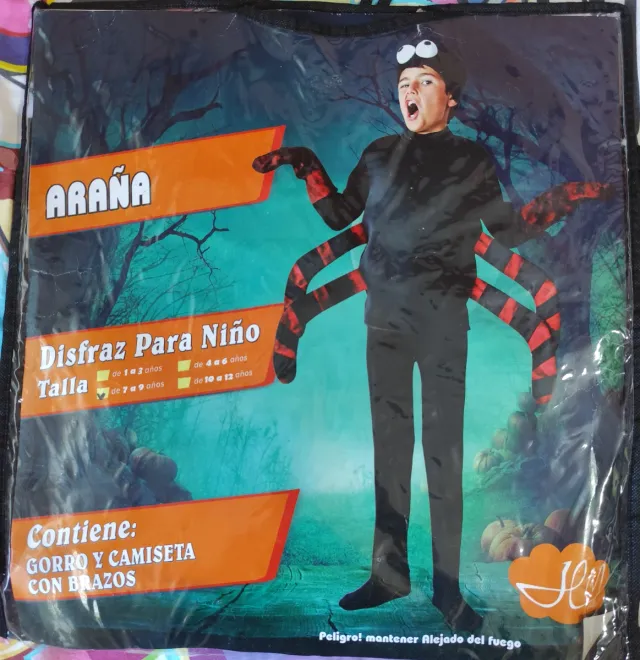 ARAÑA
Disfraz Para Niño
Talla
de 1 a 3 años
de 4 a 6 años
de 7 a 9 años
de 10 a 12 años
Contiene:
GORRO Y CAMISETA
CON BRAZOS
Peligro! mantener Alejado del fuego